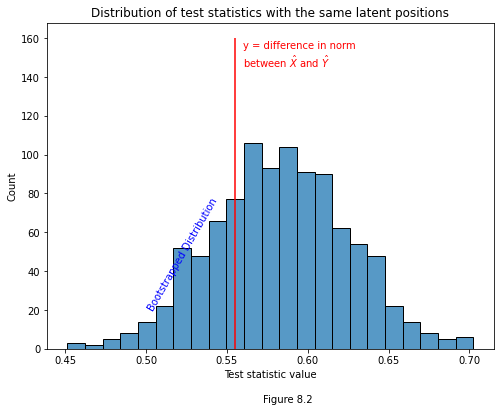 Distribution of test statistics with the same latent positions
160
140
120
100
80
60
40
20
0
Count
y = difference in norm
between X̂ and Ŷ
Bootstrapped Distribution
0.45 0.50 0.55 0.60 0.65 0.70
Test statistic value
Figure 8.2